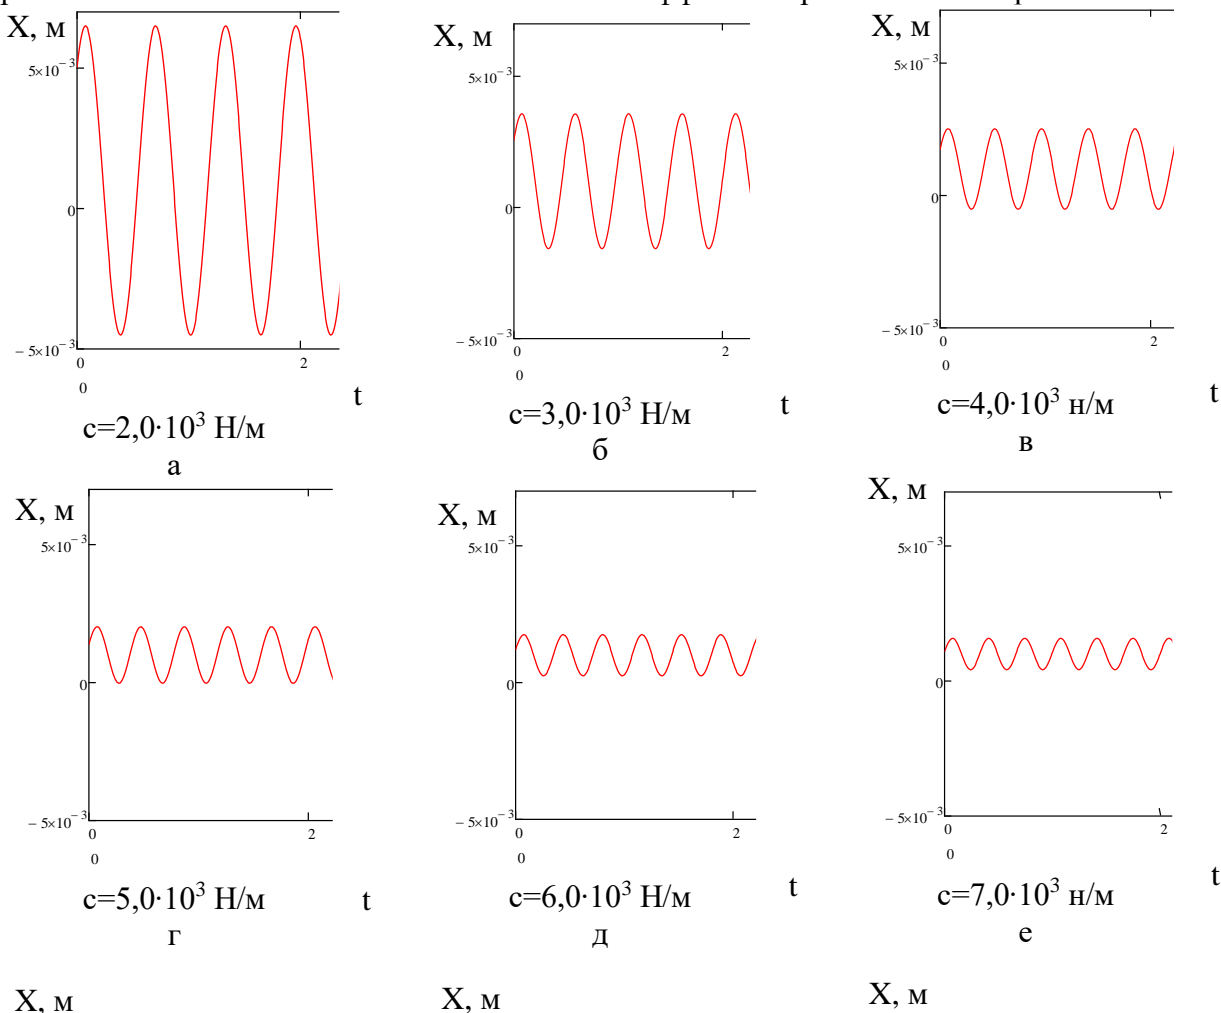 X, м
5×10⁻³
0
−5×10⁻³
0
2
0
t
с=2,0·10³ Н/м
а
X, м
5×10⁻³
0
−5×10⁻³
0
2
0
t
с=3,0·10³ Н/м
б
X, м
5×10⁻³
0
−5×10⁻³
0
2
0
t
с=4,0·10³ н/м
в
X, м
5×10⁻³
0
−5×10⁻³
0
2
0
t
с=5,0·10³ Н/м
г
X, м
5×10⁻³
0
−5×10⁻³
0
2
0
t
с=6,0·10³ Н/м
д
X, м
5×10⁻³
0
−5×10⁻³
0
2
0
t
с=7,0·10³ н/м
е
X, м
X, м
X, м